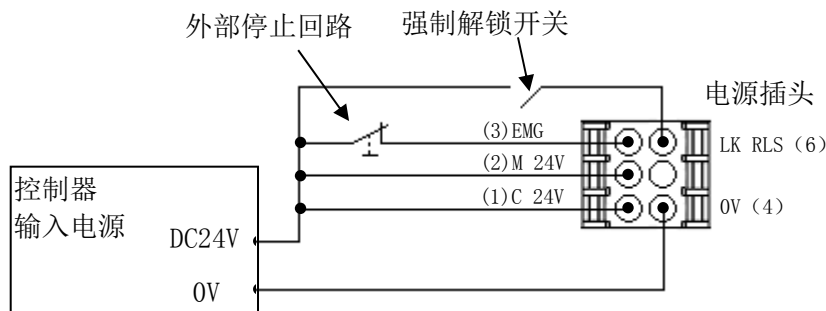 外部停止回路
强制解锁开关
电源插头
(3)EMG
LK RLS（6）
(2)M 24V
(1)C 24V
0V（4）
控制器
输入电源
DC24V
0V